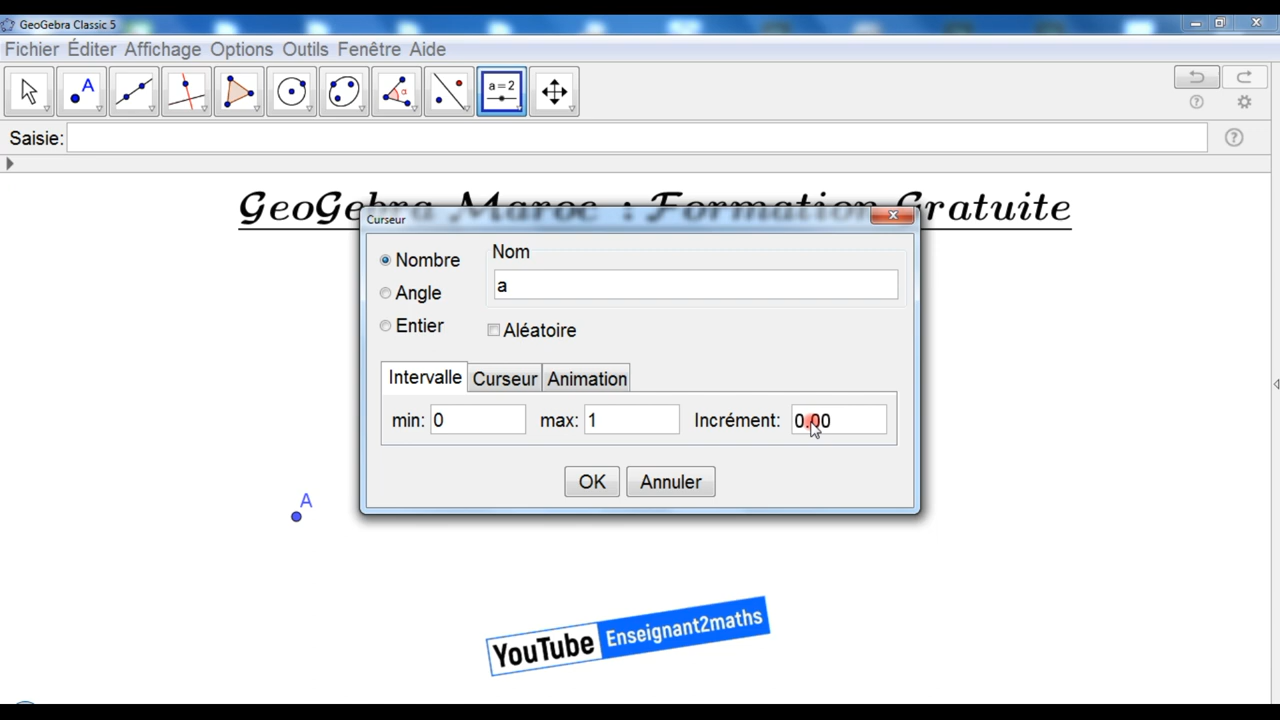 GeoGebra Classic 5
Fichier Éditer Affichage Options Outils Fenêtre Aide
A
α
a = 2
Saisie:
GeoGebra Maroc : Formation Gratuite
Curseur
Nombre
Nom
Angle
a
Entier
Aléatoire
Intervalle Curseur Animation
min: 0 max: 1 Incrément: 0.00
OK Annuler
A
YouTube Enseignant2maths